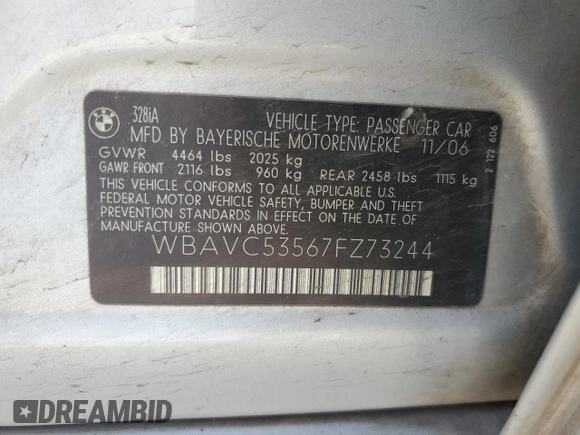 BMW
328iA
VEHICLE TYPE: PASSENGER CAR
MFD BY BAYERISCHE MOTORENWERKE 11/06
GVWR 4464 lbs 2025 kg
GAWR FRONT 2116 lbs 960 kg REAR 2458 lbs 1115 kg
THIS VEHICLE CONFORMS TO ALL APPLICABLE U.S.
FEDERAL MOTOR VEHICLE SAFETY, BUMPER AND THEFT
PREVENTION STANDARDS IN EFFECT ON THE DATE OF
MANUFACTURE SHOWN ABOVE.
WBAVC53567FZ73244
2 122 606
DREAMBID